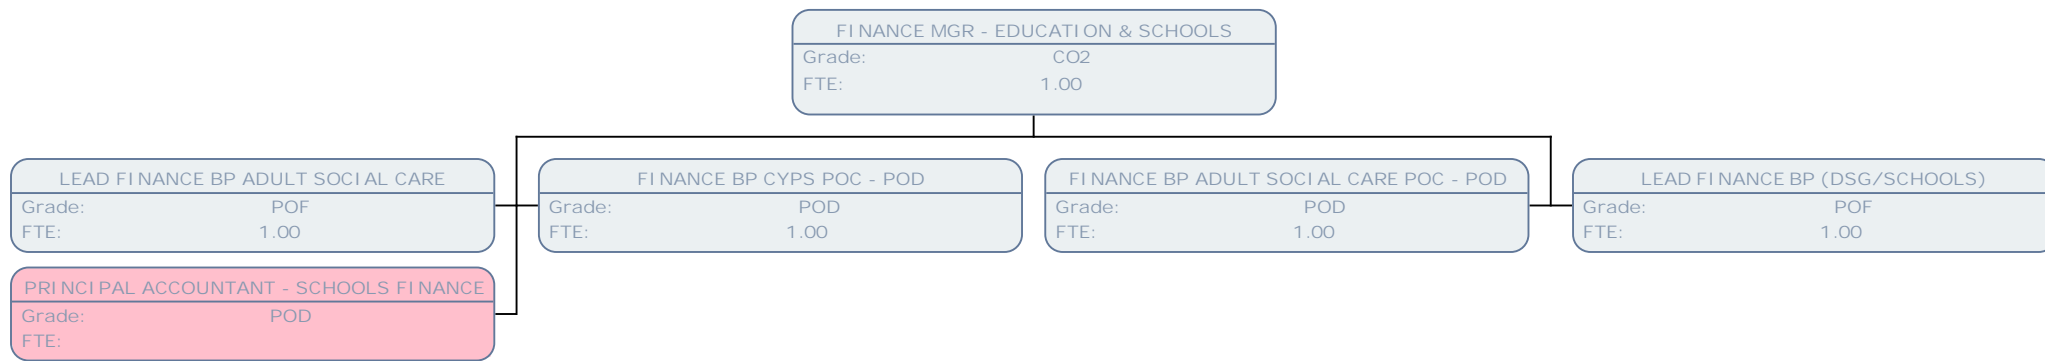 FINANCE MGR - EDUCATION & SCHOOLS
Grade: CO2
FTE: 1.00
LEAD FINANCE BP ADULT SOCIAL CARE
Grade: POF
FTE: 1.00
FINANCE BP CYPS POC - POD
Grade: POD
FTE: 1.00
FINANCE BP ADULT SOCIAL CARE POC - POD
Grade: POD
FTE: 1.00
LEAD FINANCE BP (DSG/SCHOOLS)
Grade: POF
FTE: 1.00
PRINCIPAL ACCOUNTANT - SCHOOLS FINANCE
Grade: POD
FTE: